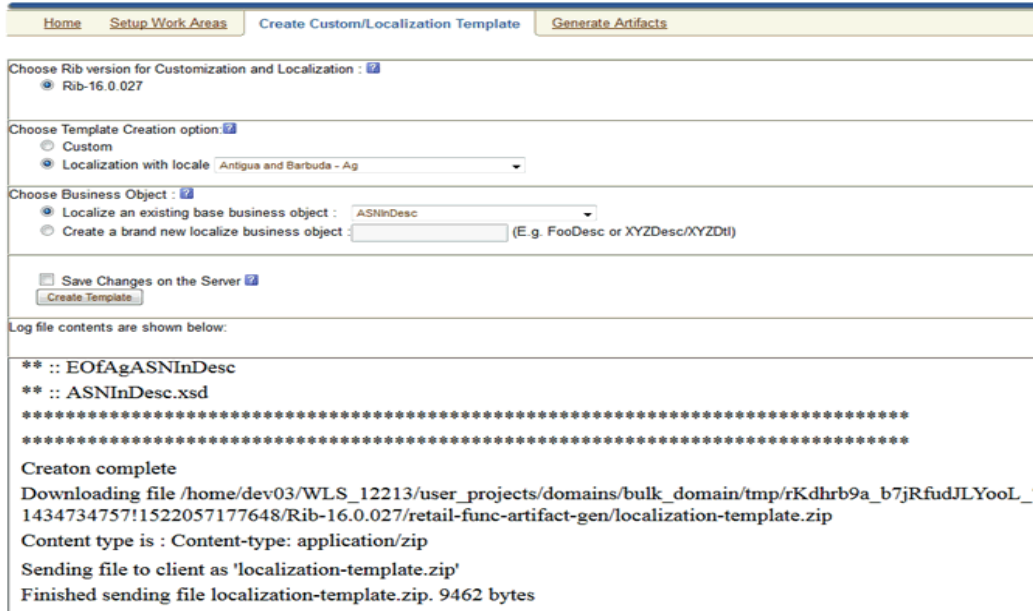 Home Setup Work Areas Create Custom/Localization Template Generate Artifacts
Choose Rib version for Customization and Localization : ?
Rib-16.0.027
Choose Template Creation option: ?
Custom
Localization with locale Antigua and Barbuda - Ag
Choose Business Object : ?
Localize an existing base business object : ASNInDesc
Create a brand new localize business object : (E.g. FooDesc or XYZDesc/XYZDtl)
Save Changes on the Server ?
Create Template
Log file contents are shown below:
** :: EOfAgASNInDesc
** :: ASNInDesc.xsd
********************************************************************************
********************************************************************************
Creaton complete
Downloading file /home/dev03/WLS_12213/user_projects/domains/bulk_domain/tmp/rKdhrb9a_b7jRfudJLYooL_
1434734757!1522057177648/Rib-16.0.027/retail-func-artifact-gen/localization-template.zip
Content type is : Content-type: application/zip
Sending file to client as 'localization-template.zip'
Finished sending file localization-template.zip. 9462 bytes